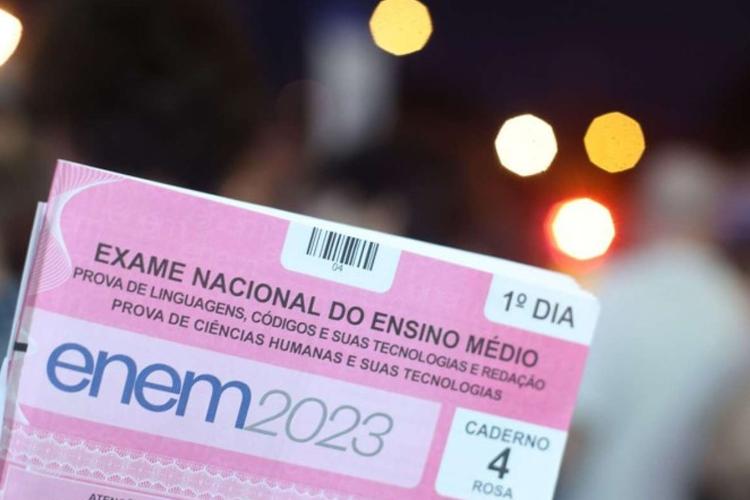 04
1º DIA
EXAME NACIONAL DO ENSINO MÉDIO
PROVA DE LINGUAGENS, CÓDIGOS E SUAS TECNOLOGIAS E REDAÇÃO
PROVA DE CIÊNCIAS HUMANAS E SUAS TECNOLOGIAS
enem2023
CADERNO
4
ROSA